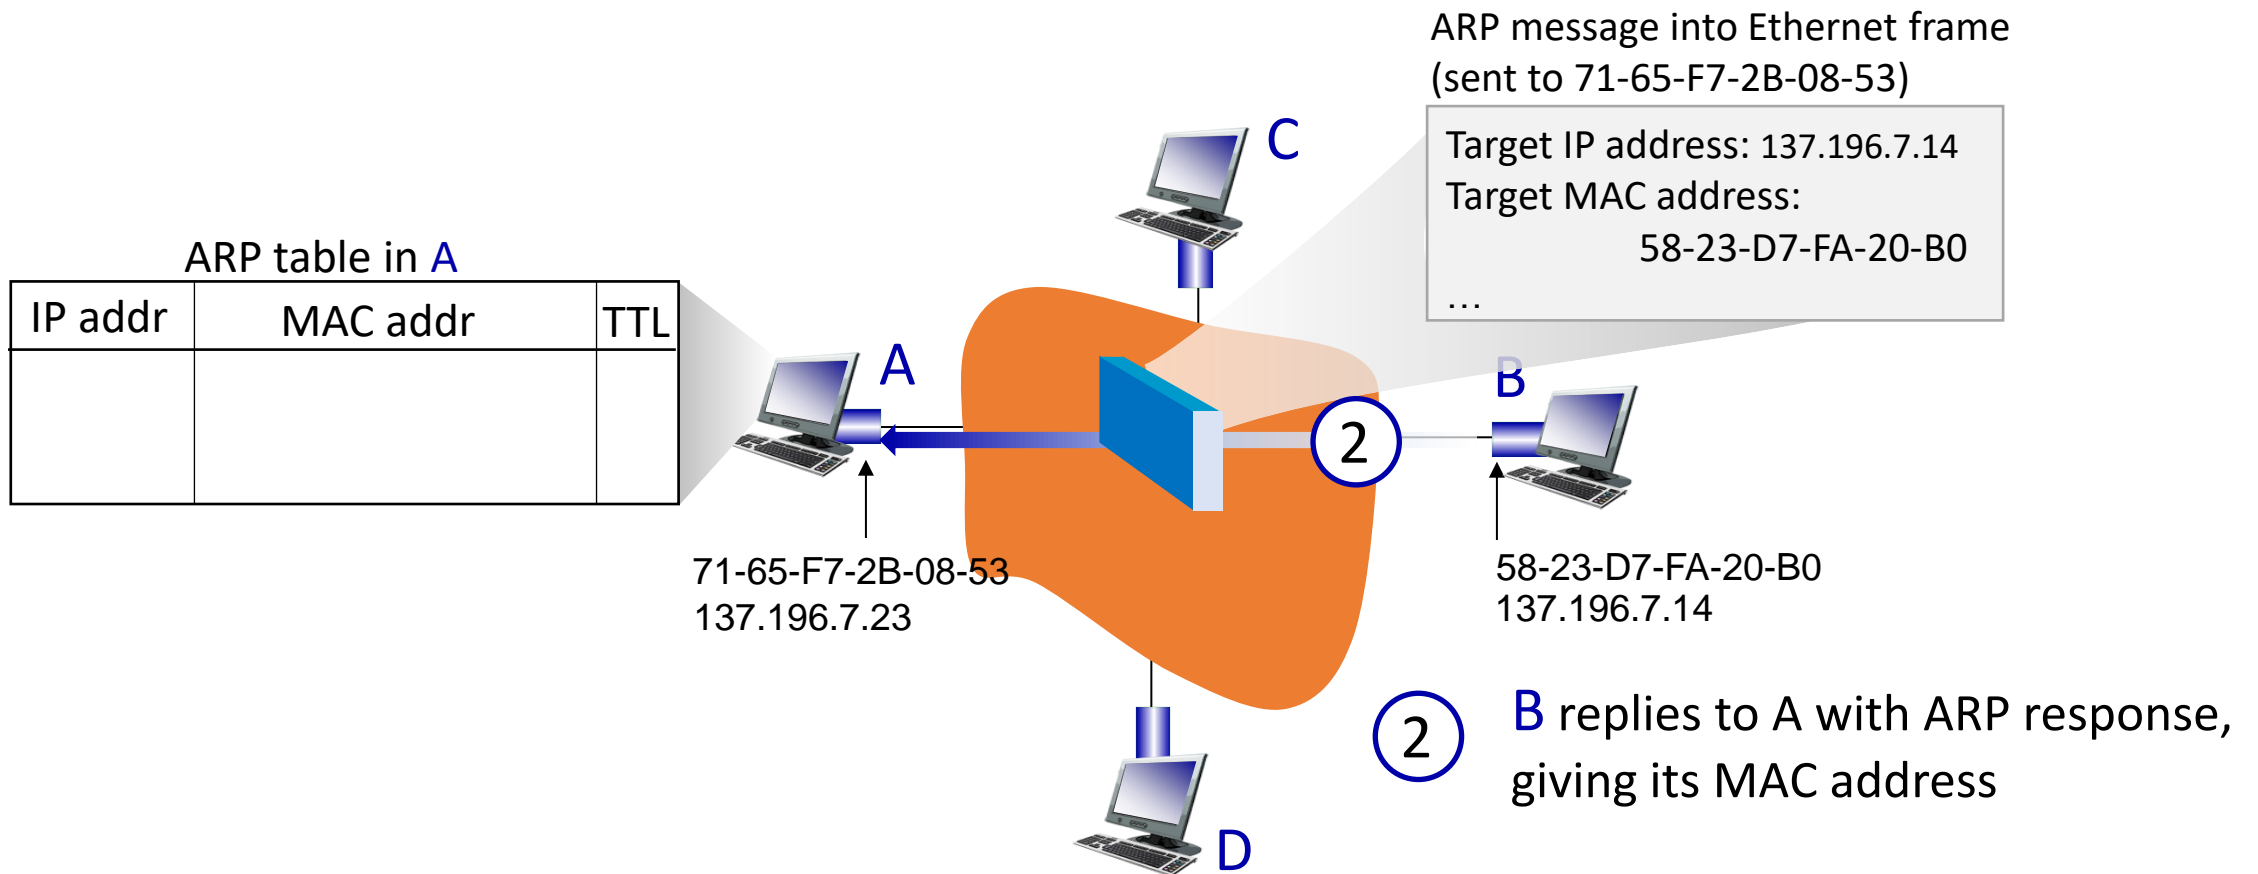 ARP message into Ethernet frame
(sent to 71-65-F7-2B-08-53)
Target IP address: 137.196.7.14
Target MAC address:
58-23-D7-FA-20-B0
…
C
ARP table in A
IP addr MAC addr TTL
A
B
2
71-65-F7-2B-08-53
137.196.7.23
58-23-D7-FA-20-B0
137.196.7.14
2
B replies to A with ARP response,
giving its MAC address
D